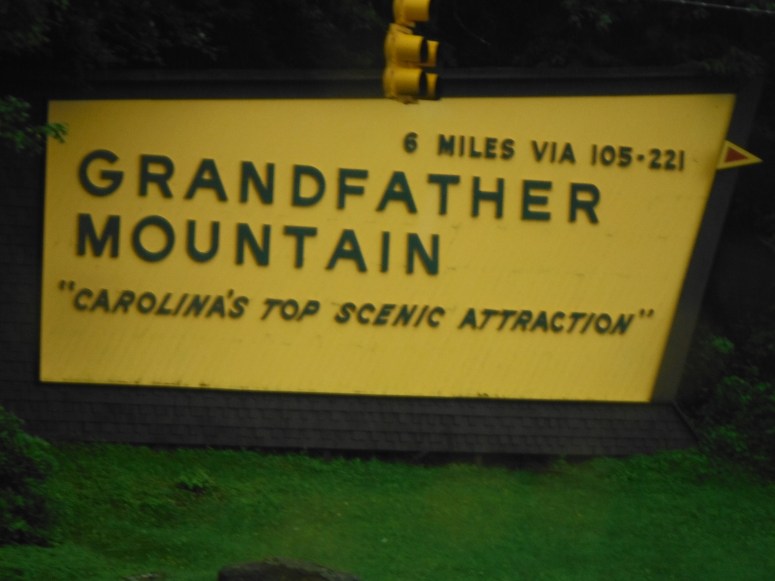 6 MILES VIA 105-221
GRANDFATHER
MOUNTAIN
"CAROLINA'S TOP SCENIC ATTRACTION"